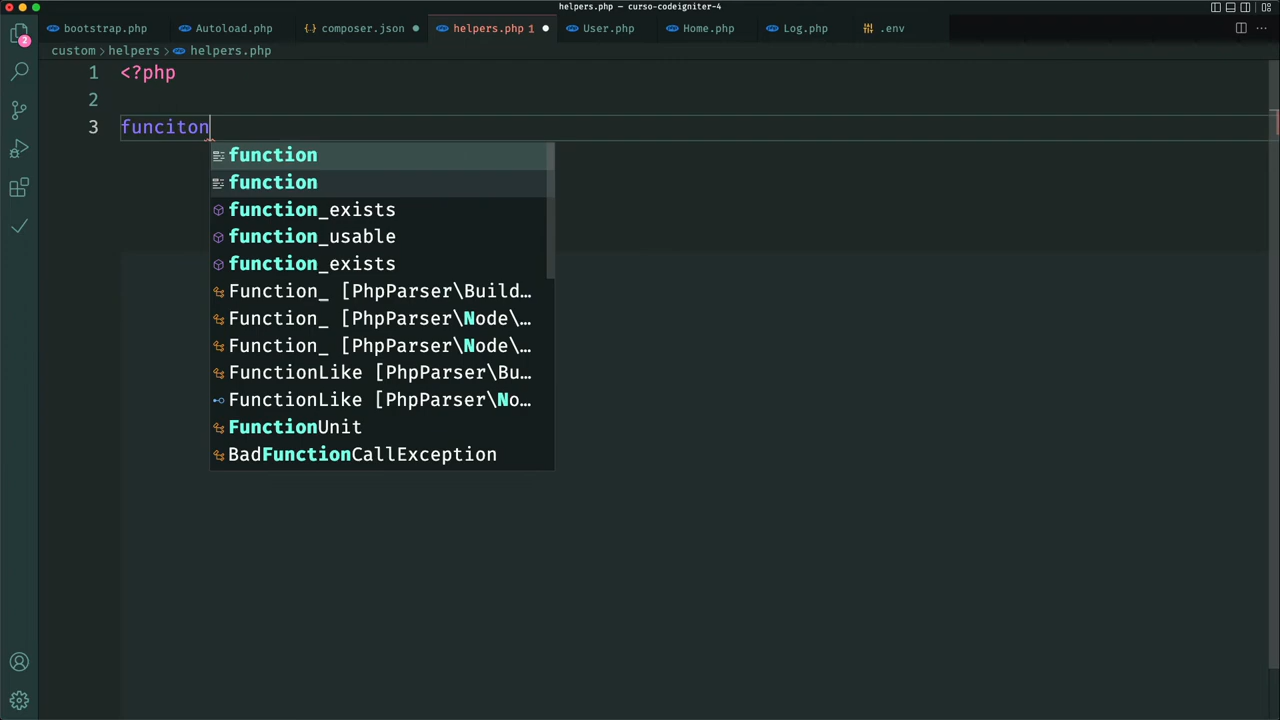 helpers.php — curso-codeigniter-4
bootstrap.php Autoload.php {} composer.json helpers.php 1 User.php Home.php Log.php .env
custom > helpers > helpers.php
1 <?php
2
3 funciton
function
function
function_exists
function_usable
function_exists
Function_ [PhpParser\Build…
Function_ [PhpParser\Node\…
Function_ [PhpParser\Node\…
FunctionLike [PhpParser\Bu…
FunctionLike [PhpParser\No…
FunctionUnit
BadFunctionCallException
2